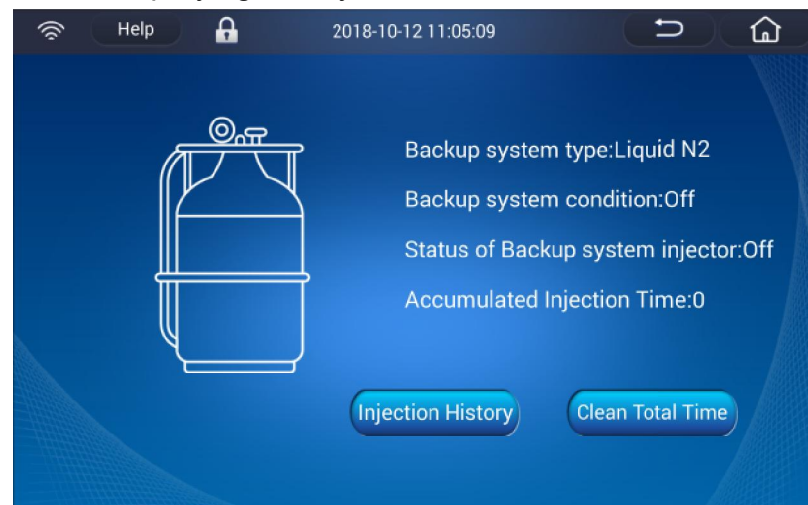 Help 2018-10-12 11:05:09
Backup system type:Liquid N2
Backup system condition:Off
Status of Backup system injector:Off
Accumulated Injection Time:0
Injection History Clean Total Time